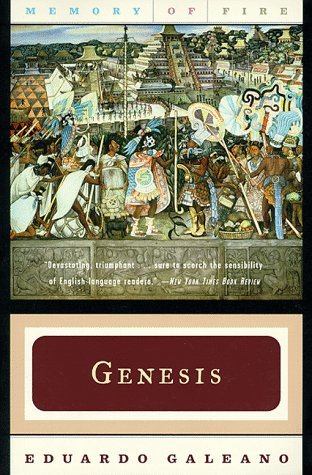 MEMORY OF FIRE
"Devastating, triumphant . . . sure to scorch the sensibility
of English-language readers." —NEW YORK TIMES BOOK REVIEW
GENESIS
EDUARDO GALEANO